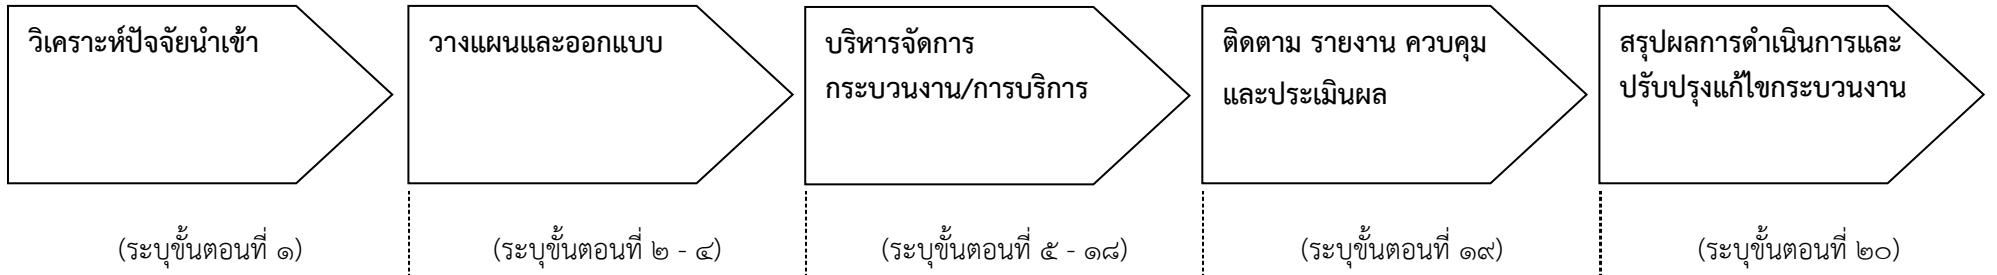 วิเคราะห์ปัจจัยนำเข้า
วางแผนและออกแบบ
บริหารจัดการ
กระบวนงาน/การบริการ
ติดตาม รายงาน ควบคุม
และประเมินผล
สรุปผลการดำเนินการและ
ปรับปรุงแก้ไขกระบวนงาน
(ระบุขั้นตอนที่ ๑)
(ระบุขั้นตอนที่ ๒ - ๔)
(ระบุขั้นตอนที่ ๕ - ๑๘)
(ระบุขั้นตอนที่ ๑๙)
(ระบุขั้นตอนที่ ๒๐)